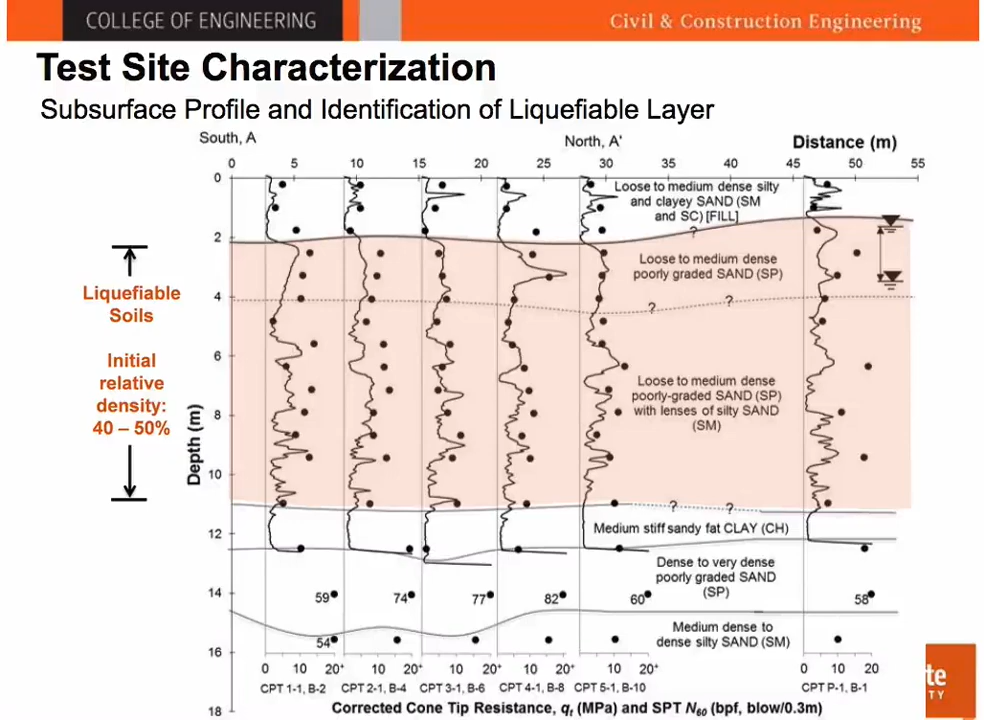 COLLEGE OF ENGINEERING
Civil & Construction Engineering
Test Site Characterization
Subsurface Profile and Identification of Liquefiable Layer
South, A
North, A'
Distance (m)
0 5 10 15 20 25 30 35 40 45 50 55
0
2
4
6
8
10
12
14
16
18
Depth (m)
Liquefiable
Soils
Initial
relative
density:
40 – 50%
Loose to medium dense silty
and clayey SAND (SM
and SC) [FILL]
?
Loose to medium dense
poorly graded SAND (SP)
? ?
Loose to medium dense
poorly-graded SAND (SP)
with lenses of silty SAND
(SM)
? ?
Medium stiff sandy fat CLAY (CH)
Dense to very dense
poorly graded SAND
(SP)
59 74 77 82 60 58
Medium dense to
dense silty SAND (SM)
54
0 10 20+ 10 20+ 10 20+ 10 20+ 10 20+ 0 10 20
CPT 1-1, B-2 CPT 2-1, B-4 CPT 3-1, B-6 CPT 4-1, B-8 CPT 5-1, B-10 CPT P-1, B-1
Corrected Cone Tip Resistance, qt (MPa) and SPT N60 (bpf, blow/0.3m)
te
TY